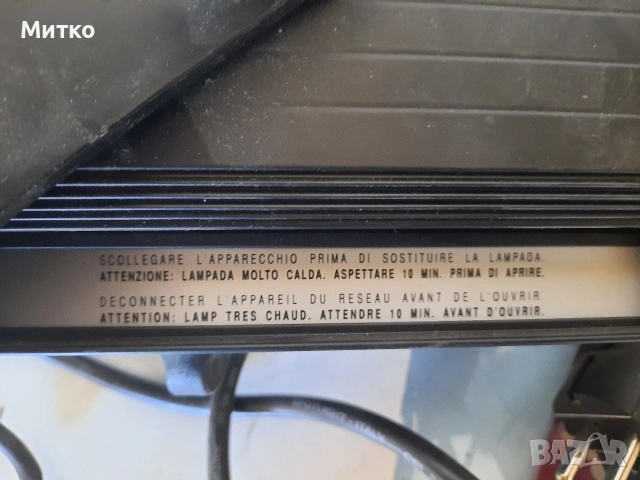 Митко
SCOLLEGARE L'APPARECCHIO PRIMA DI SOSTITUIRE LA LAMPADA.
ATTENZIONE: LAMPADA MOLTO CALDA. ASPETTARE 10 MIN. PRIMA DI APRIRE.
DECONNECTER L'APPAREIL DU RESEAU AVANT DE L'OUVRIR.
ATTENTION: LAMP TRES CHAUD. ATTENDRE 10 MIN. AVANT D'OUVRIR.
BAZAR